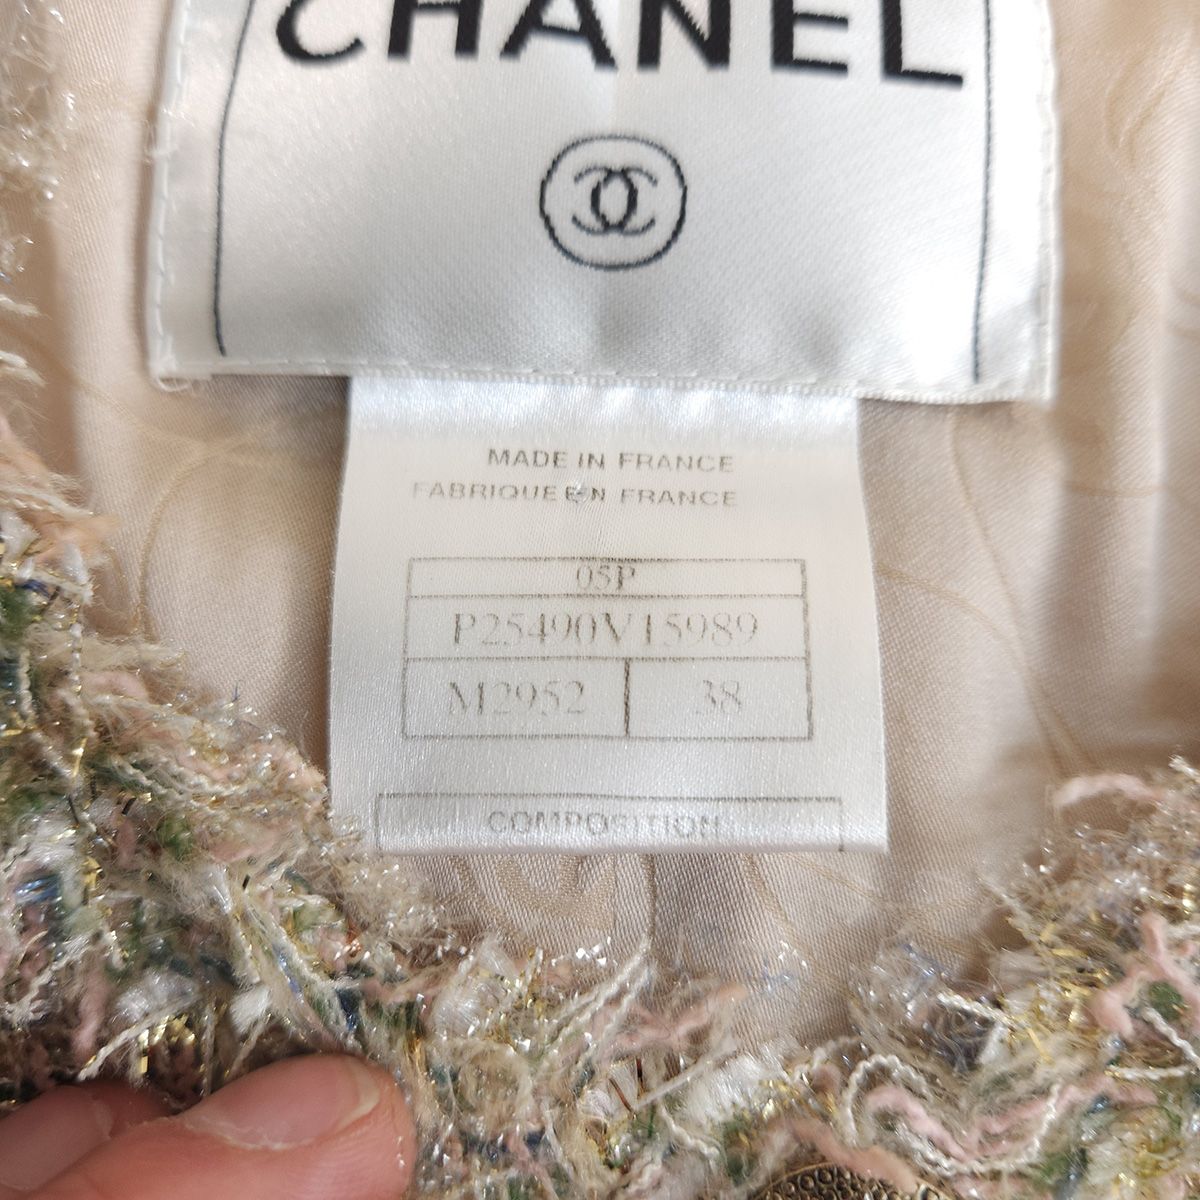 CHANEL
MADE IN FRANCE
FABRIQUE EN FRANCE
05P
P25490V15989
M2952 38
COMPOSITION